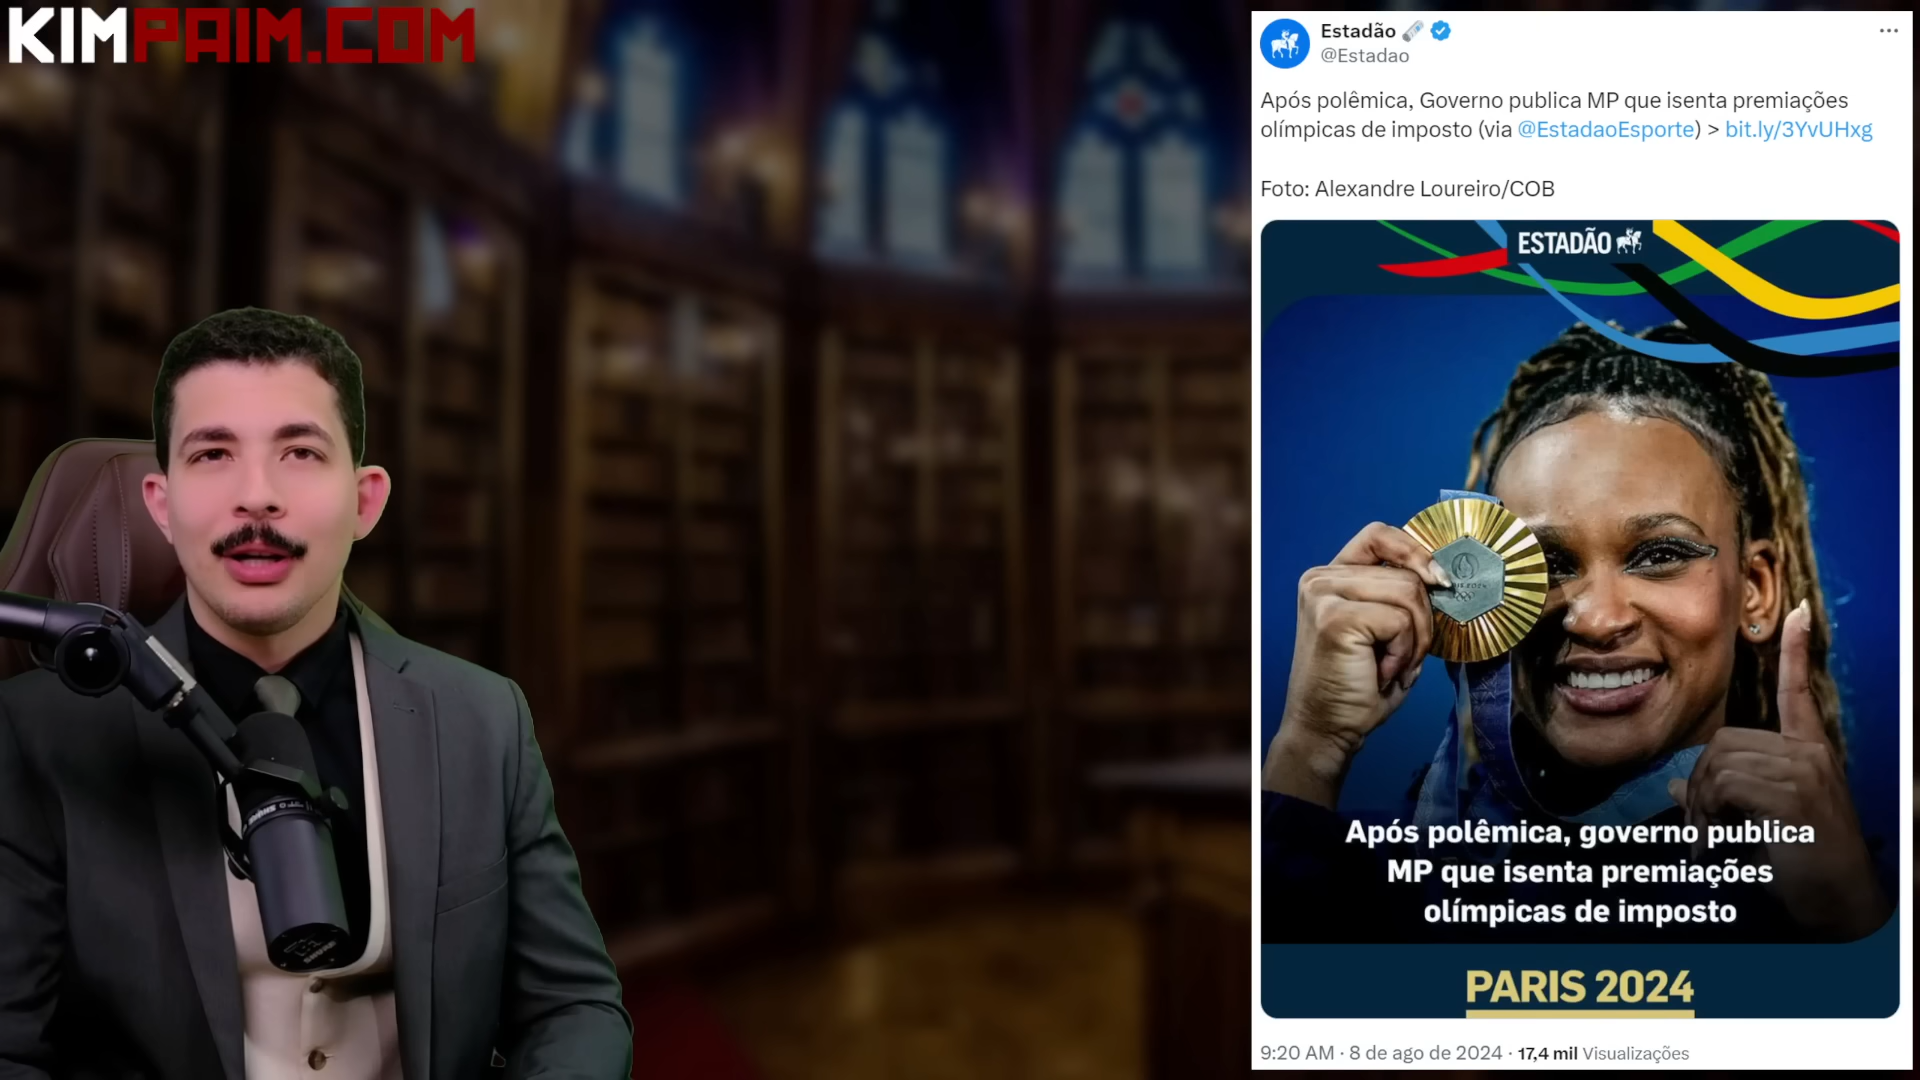 KIMPAIM.COM
Estadão
@Estadao
Após polêmica, Governo publica MP que isenta premiações
olímpicas de imposto (via @EstadaoEsporte) > bit.ly/3YvUHxg
Foto: Alexandre Loureiro/COB
ESTADÃO
Após polêmica, governo publica
MP que isenta premiações
olímpicas de imposto
PARIS 2024
9:20 AM · 8 de ago de 2024 · 17,4 mil Visualizações